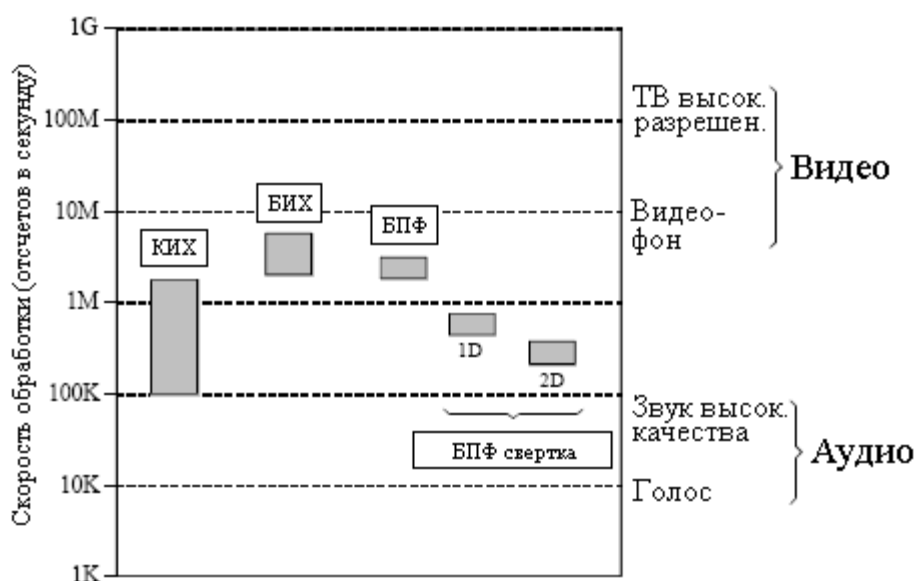 Скорость обработки (отсчетов в секунду)
1G
100M
10M
1M
100K
10K
1K
КИХ
БИХ
БПФ
1D
2D
БПФ свертка
ТВ высок.
разрешен.
Видео-
фон
Видео
Звук высок.
качества
Голос
Аудио